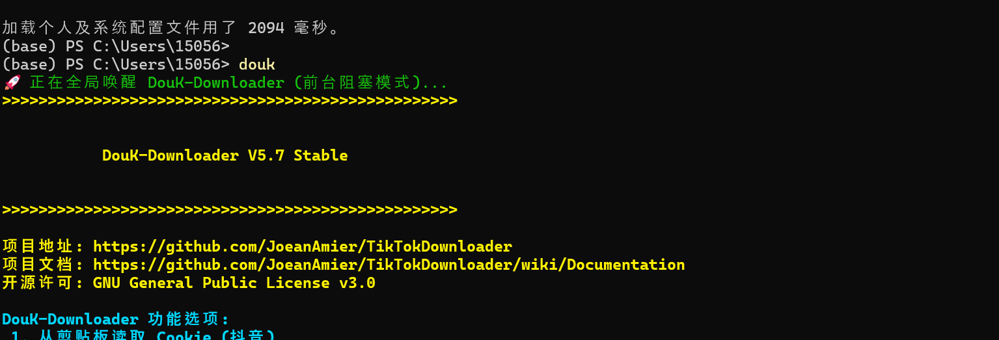 加载个人及系统配置文件用了 2094 毫秒。
(base) PS C:\Users\15056>
(base) PS C:\Users\15056> douk
🚀 正在全局唤醒 DouK-Downloader (前台阻塞模式)...
>>>>>>>>>>>>>>>>>>>>>>>>>>>>>>>>>>>>>>>>>>>>>>>>>>
DouK-Downloader V5.7 Stable
>>>>>>>>>>>>>>>>>>>>>>>>>>>>>>>>>>>>>>>>>>>>>>>>>>
项目地址: https://github.com/JoeanAmier/TikTokDownloader
项目文档: https://github.com/JoeanAmier/TikTokDownloader/wiki/Documentation
开源许可: GNU General Public License v3.0
DouK-Downloader 功能选项:
1. 从剪贴板读取 Cookie (抖音)